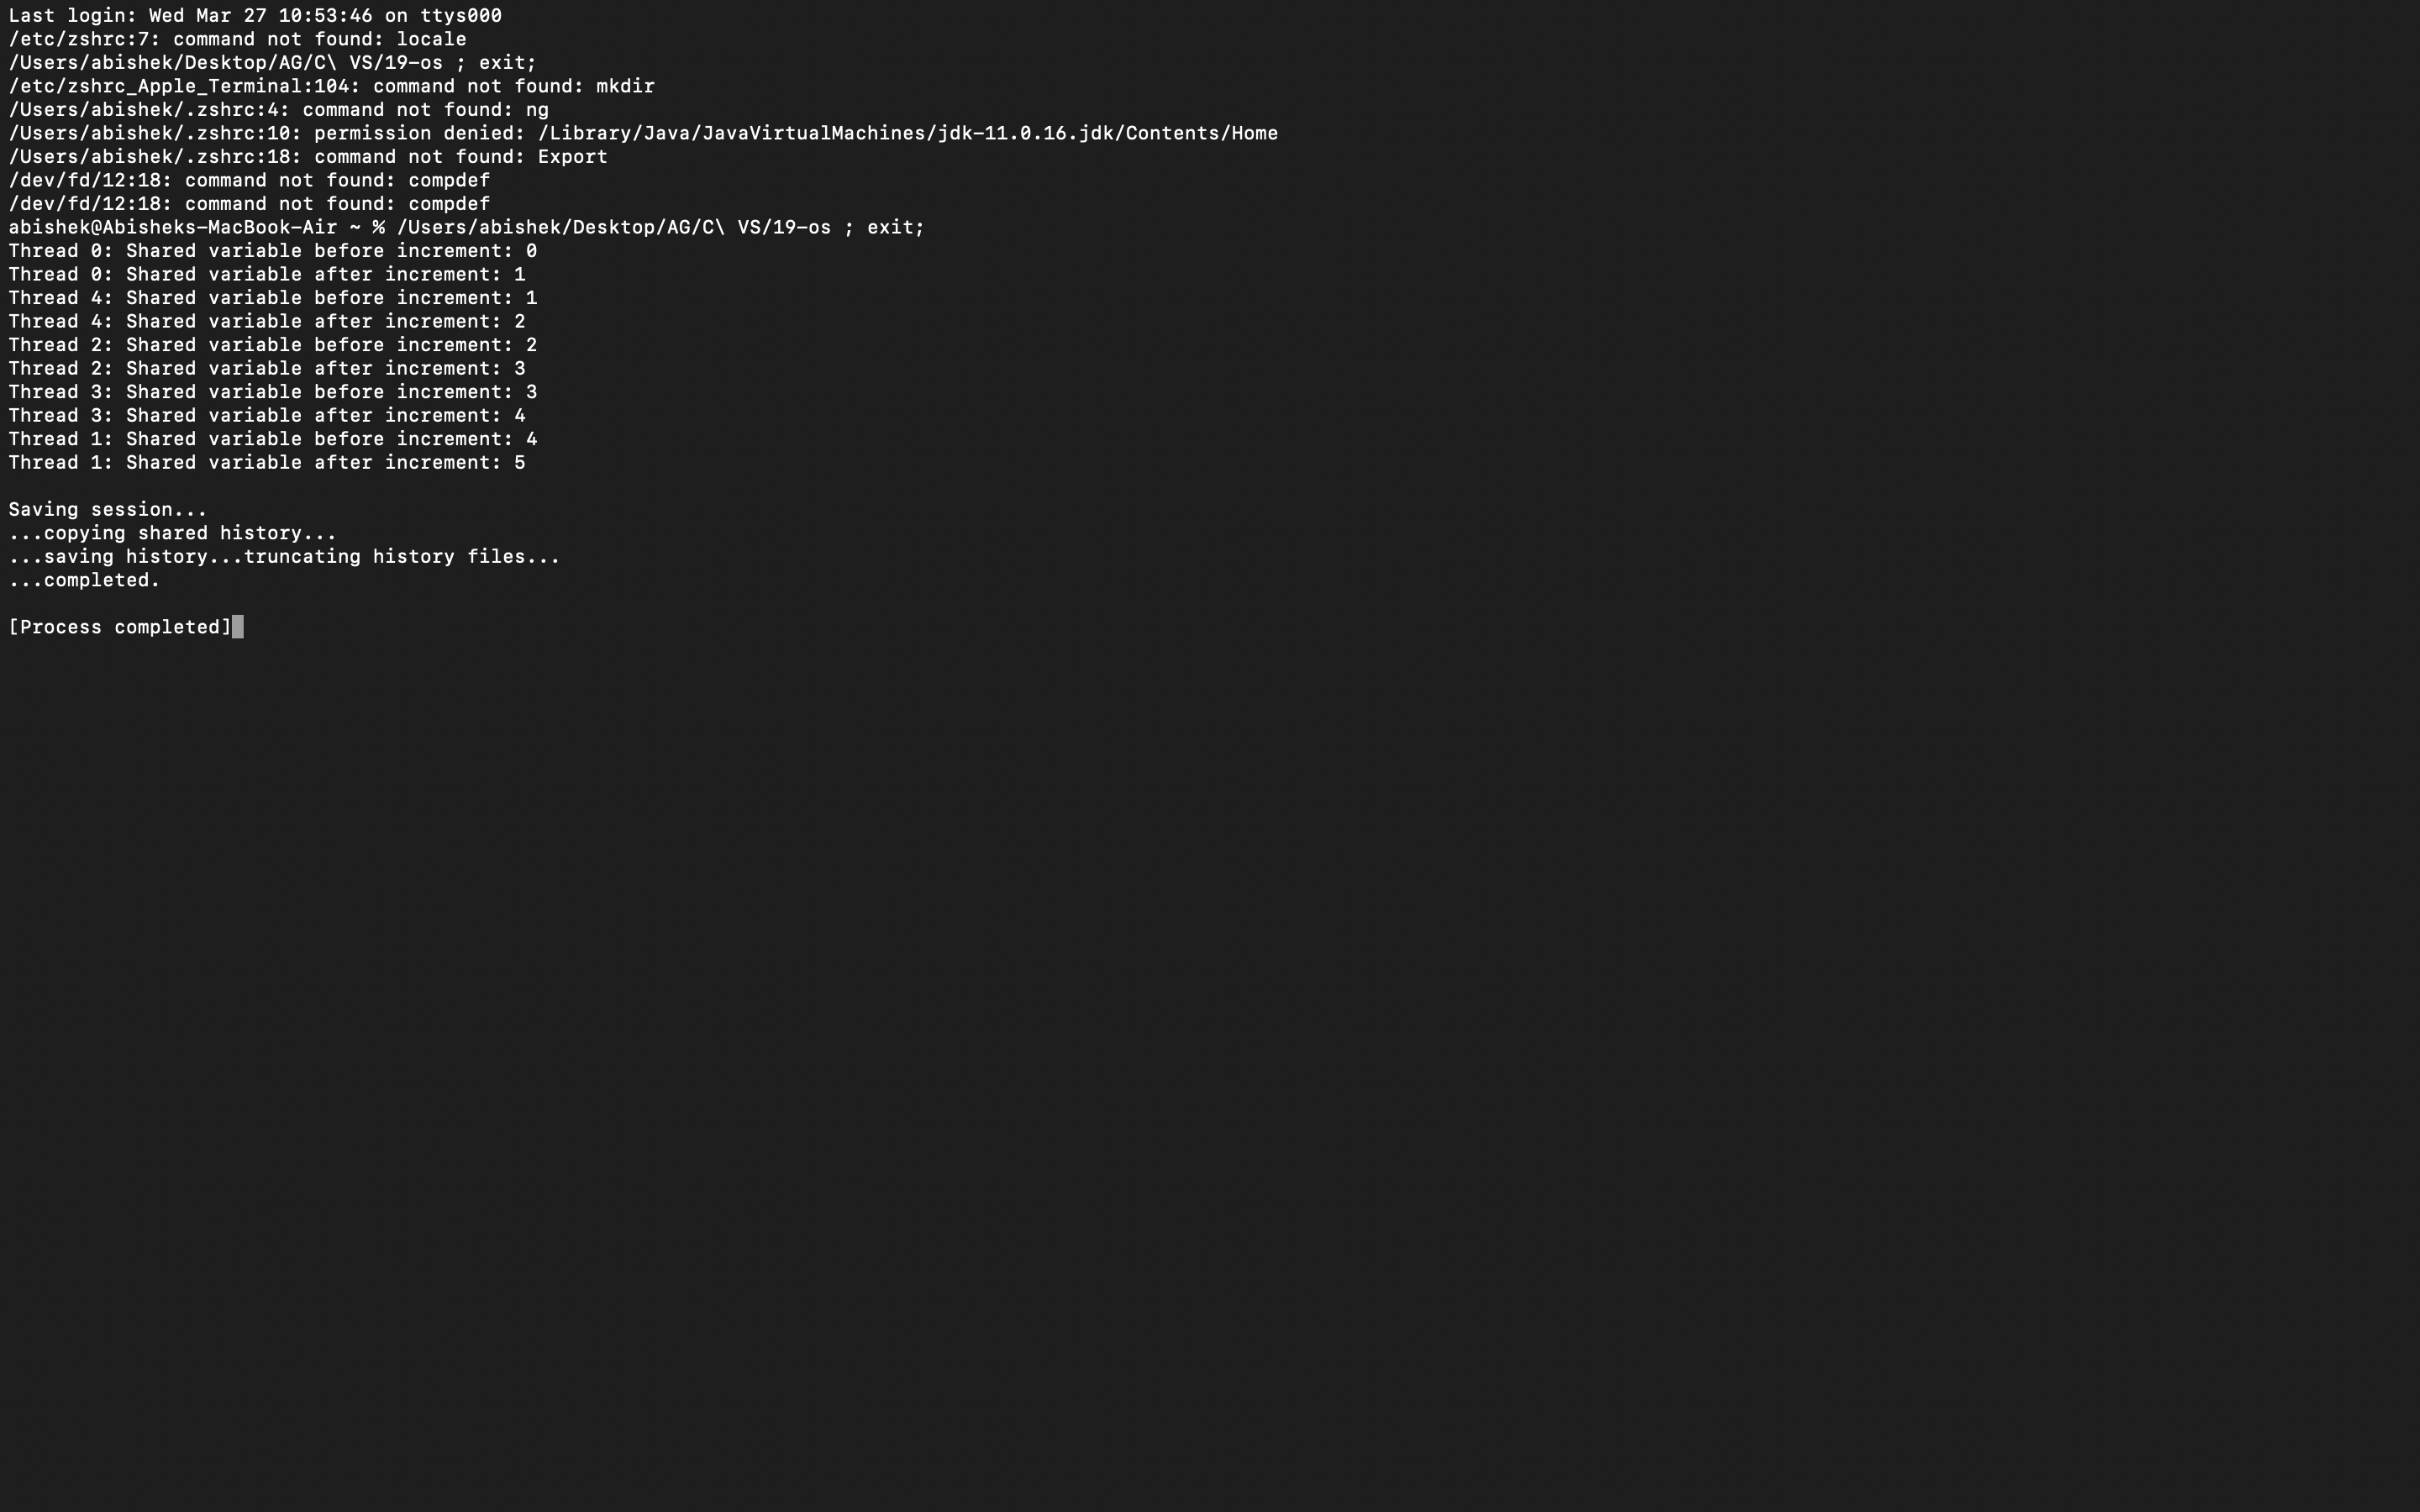 Last login: Wed Mar 27 10:53:46 on ttys000
/etc/zshrc:7: command not found: locale
/Users/abishek/Desktop/AG/C\ VS/19-os ; exit;
/etc/zshrc_Apple_Terminal:104: command not found: mkdir
/Users/abishek/.zshrc:4: command not found: ng
/Users/abishek/.zshrc:10: permission denied: /Library/Java/JavaVirtualMachines/jdk-11.0.16.jdk/Contents/Home
/Users/abishek/.zshrc:18: command not found: Export
/dev/fd/12:18: command not found: compdef
/dev/fd/12:18: command not found: compdef
abishek@Abisheks-MacBook-Air ~ % /Users/abishek/Desktop/AG/C\ VS/19-os ; exit;
Thread 0: Shared variable before increment: 0
Thread 0: Shared variable after increment: 1
Thread 4: Shared variable before increment: 1
Thread 4: Shared variable after increment: 2
Thread 2: Shared variable before increment: 2
Thread 2: Shared variable after increment: 3
Thread 3: Shared variable before increment: 3
Thread 3: Shared variable after increment: 4
Thread 1: Shared variable before increment: 4
Thread 1: Shared variable after increment: 5
Saving session...
...copying shared history...
...saving history...truncating history files...
...completed.
[Process completed]